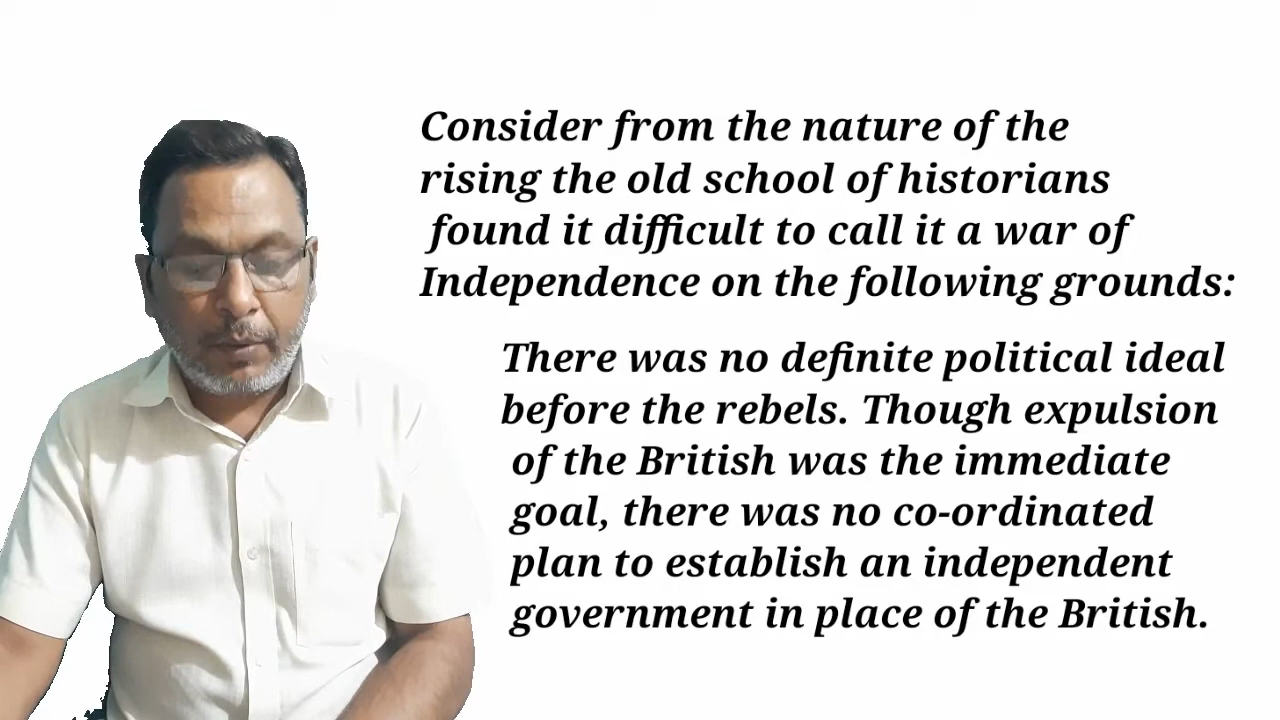 Consider from the nature of the
rising the old school of historians
found it difficult to call it a war of
Independence on the following grounds:
There was no definite political ideal
before the rebels. Though expulsion
of the British was the immediate
goal, there was no co-ordinated
plan to establish an independent
government in place of the British.